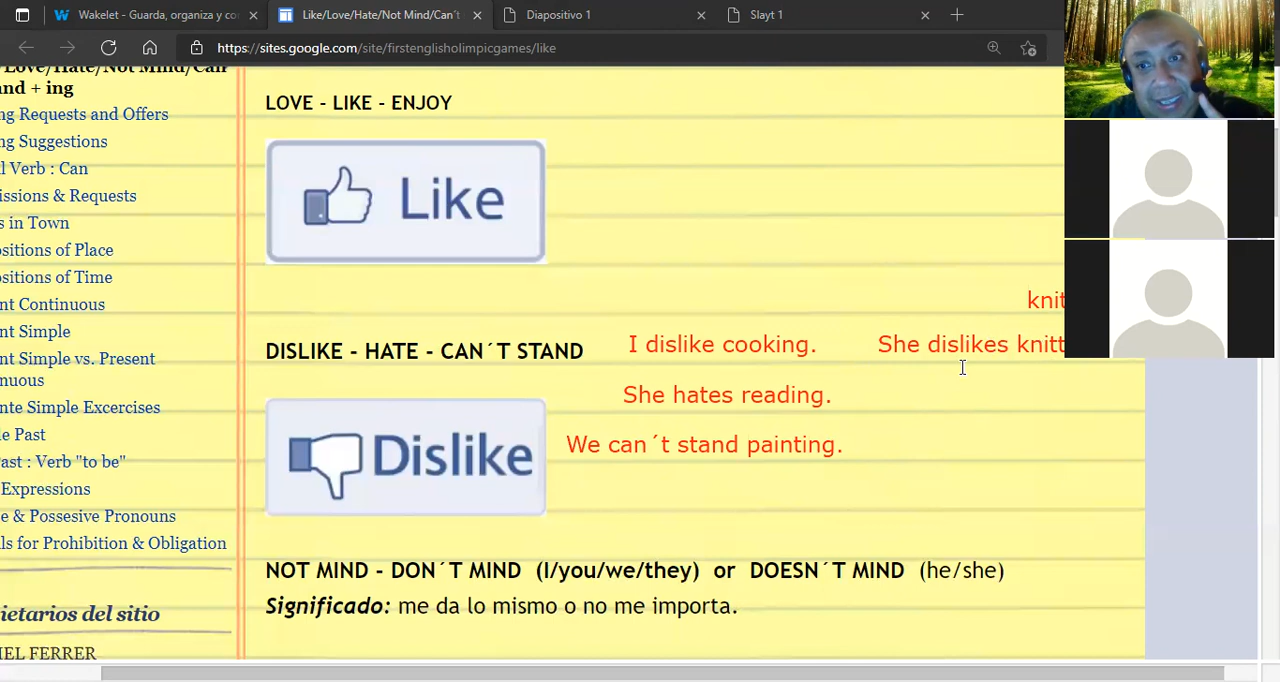 Wakelet - Guarda, organiza y co
Like/Love/Hate/Not Mind/Can't
Diapositivo 1
Slayt 1
https://sites.google.com/site/firstenglisholimpicgames/like
Love/Hate/Not Mind/Can
and + ing
ng Requests and Offers
ng Suggestions
l Verb : Can
issions & Requests
s in Town
ositions of Place
ositions of Time
nt Continuous
nt Simple
nt Simple vs. Present
nuous
nte Simple Excercises
le Past
ast : Verb "to be"
Expressions
e & Possesive Pronouns
ls for Prohibition & Obligation
ietarios del sitio
IEL FERRER
LOVE - LIKE - ENJOY
Like
knit
DISLIKE - HATE - CAN´T STAND
I dislike cooking.
She dislikes knitt
She hates reading.
Dislike
We can´t stand painting.
NOT MIND - DON´T MIND (I/you/we/they) or DOESN´T MIND (he/she)
Significado: me da lo mismo o no me importa.